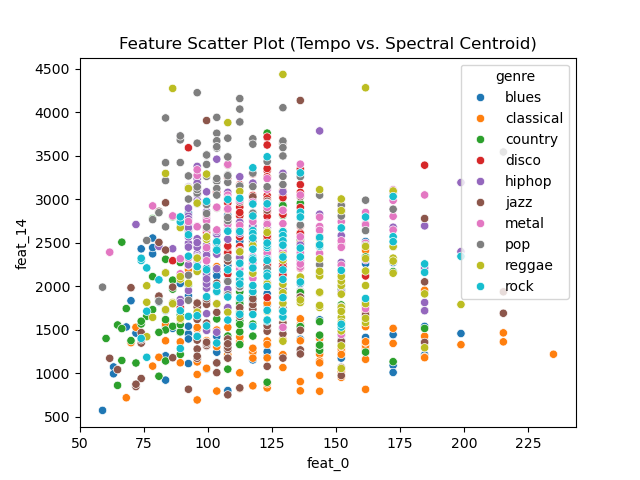 Feature Scatter Plot (Tempo vs. Spectral Centroid)
4500
4000
3500
3000
2500
2000
1500
1000
500
feat_14
genre
blues
classical
country
disco
hiphop
jazz
metal
pop
reggae
rock
50 75 100 125 150 175 200 225
feat_0